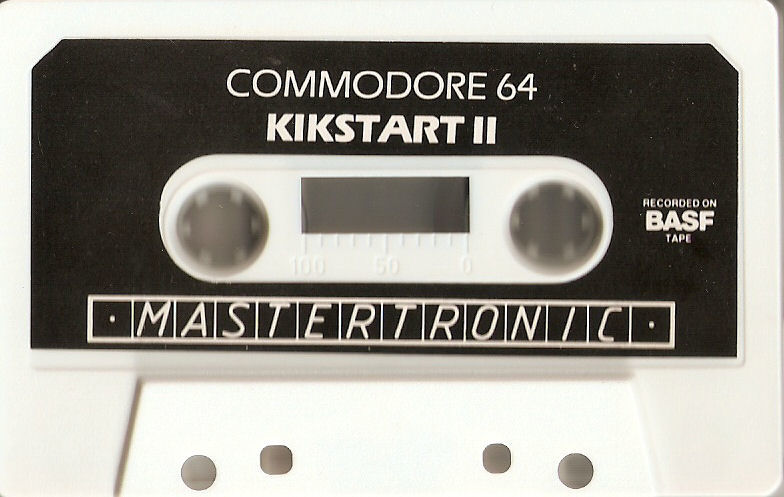 COMMODORE 64
KIKSTART II
RECORDED ON
BASF
TAPE
100 50 0
· MASTERTRONIC ·